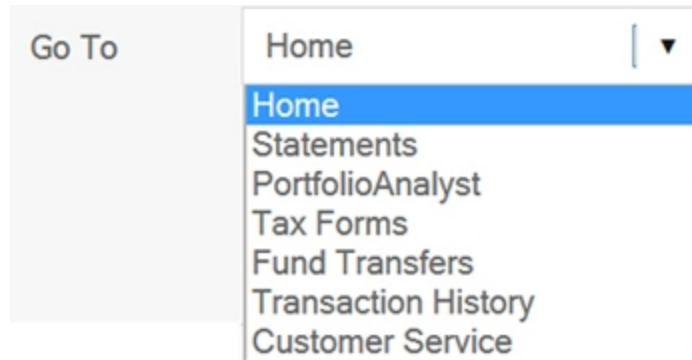 Go To Home
Home
Statements
PortfolioAnalyst
Tax Forms
Fund Transfers
Transaction History
Customer Service